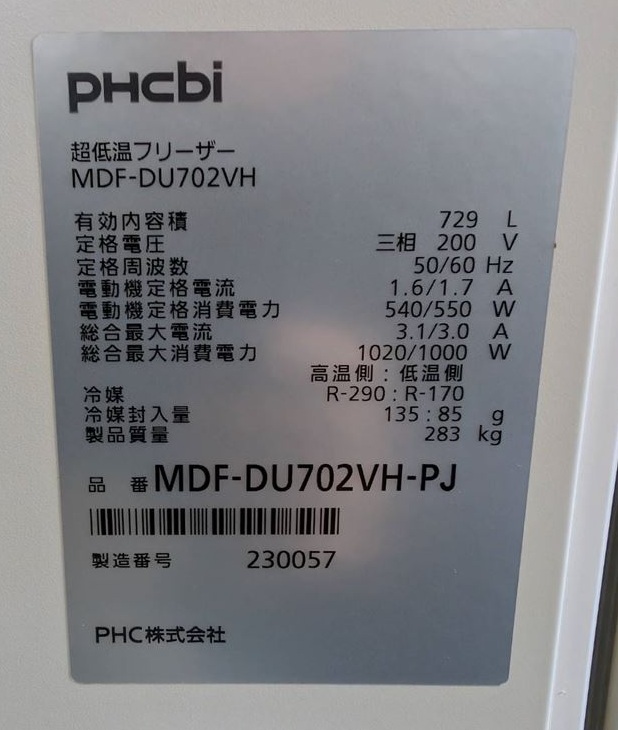 PHCbi
超低温フリーザー
MDF-DU702VH
有効内容積 729 L
定格電圧 三相 200 V
定格周波数 50/60 Hz
電動機定格電流 1.6/1.7 A
電動機定格消費電力 540/550 W
総合最大電流 3.1/3.0 A
総合最大消費電力 1020/1000 W
高温側:低温側
冷媒 R-290:R-170
冷媒封入量 135:85 g
製品質量 283 kg
品 番 MDF-DU702VH-PJ
製造番号 230057
PHC株式会社